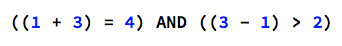 ((1 + 3) = 4) AND ((3 - 1) > 2)